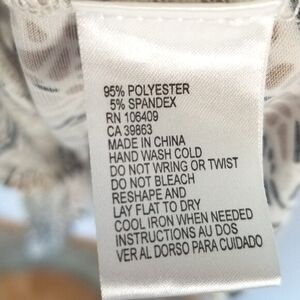 95% POLYESTER
5% SPANDEX
RN 106409
CA 39863
MADE IN CHINA
HAND WASH COLD
DO NOT WRING OR TWIST
DO NOT BLEACH
RESHAPE AND
LAY FLAT TO DRY
COOL IRON WHEN NEEDED
INSTRUCTIONS AU DOS
VER AL DORSO PARA CUIDADO